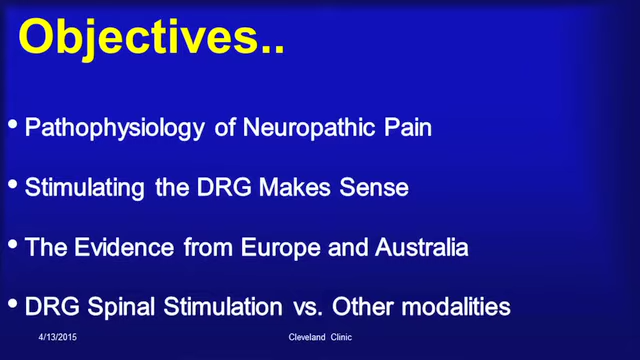 Objectives..
• Pathophysiology of Neuropathic Pain
• Stimulating the DRG Makes Sense
• The Evidence from Europe and Australia
• DRG Spinal Stimulation vs. Other modalities
4/13/2015 Cleveland Clinic